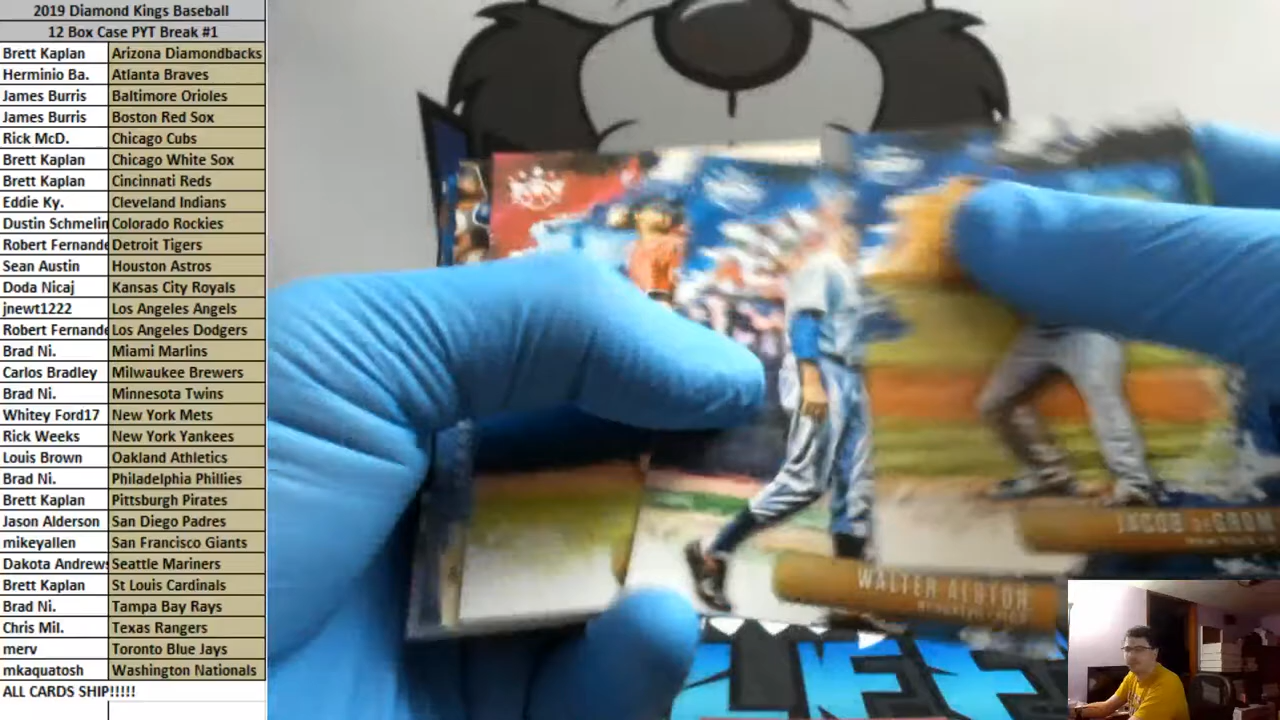 2019 Diamond Kings Baseball
12 Box Case PYT Break #1
Brett Kaplan Arizona Diamondbacks
Herminio Ba. Atlanta Braves
James Burris Baltimore Orioles
James Burris Boston Red Sox
Rick McD. Chicago Cubs
Brett Kaplan Chicago White Sox
Brett Kaplan Cincinnati Reds
Eddie Ky. Cleveland Indians
Dustin Schmelin Colorado Rockies
Robert Fernande Detroit Tigers
Sean Austin Houston Astros
Doda Nicaj Kansas City Royals
jnewt1222 Los Angeles Angels
Robert Fernande Los Angeles Dodgers
Brad Ni. Miami Marlins
Carlos Bradley Milwaukee Brewers
Brad Ni. Minnesota Twins
Whitey Ford17 New York Mets
Rick Weeks New York Yankees
Louis Brown Oakland Athletics
Brad Ni. Philadelphia Phillies
Brett Kaplan Pittsburgh Pirates
Jason Alderson San Diego Padres
mikeyallen San Francisco Giants
Dakota Andrews Seattle Mariners
Brett Kaplan St Louis Cardinals
Brad Ni. Tampa Bay Rays
Chris Mil. Texas Rangers
merv Toronto Blue Jays
mkaquatosh Washington Nationals
ALL CARDS SHIP!!!!!
JACOB deGROM
WALTER ALSTON